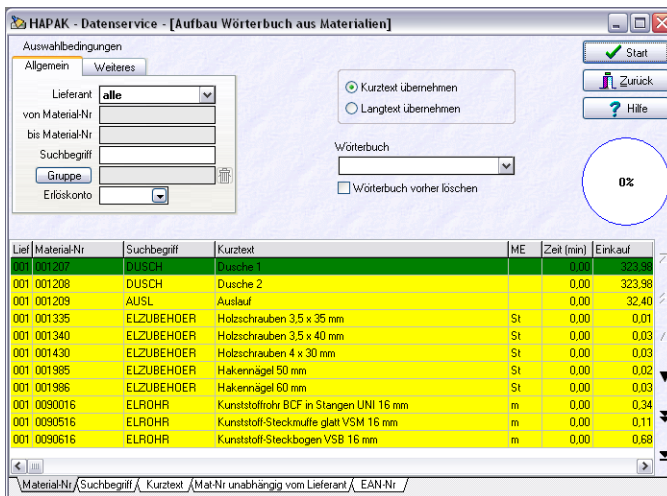 HAPAK - Datenservice - [Aufbau Wörterbuch aus Materialien]
Auswahlbedingungen
Allgemein Weiteres
Lieferant alle
von Material-Nr
bis Material-Nr
Suchbegriff
Gruppe
Erlöskonto
Kurztext übernehmen
Langtext übernehmen
Wörterbuch
Wörterbuch vorher löschen
Start
Zurück
? Hilfe
0%
Lief Material-Nr Suchbegriff Kurztext ME Zeit (min) Einkauf
001 001207 DUSCH Dusche 1 0,00 323,98
001 001208 DUSCH Dusche 2 0,00 323,98
001 001209 AUSL Auslauf 0,00 32,40
001 001335 ELZUBEHOER Holzschrauben 3,5 x 35 mm St 0,00 0,01
001 001340 ELZUBEHOER Holzschrauben 3,5 x 40 mm St 0,00 0,03
001 001430 ELZUBEHOER Holzschrauben 4 x 30 mm St 0,00 0,03
001 001985 ELZUBEHOER Hakennägel 50 mm St 0,00 0,02
001 001986 ELZUBEHOER Hakennägel 60 mm St 0,00 0,03
001 0090016 ELROHR Kunststoffrohr BCF in Stangen UNI 16 mm m 0,00 0,34
001 0090516 ELROHR Kunststoff-Steckmuffe glatt VSM 16 mm m 0,00 0,11
001 0090616 ELROHR Kunststoff-Steckbogen VSB 16 mm m 0,00 0,68
Material-Nr Suchbegriff Kurztext Mat-Nr unabhängig vom Lieferant EAN-Nr